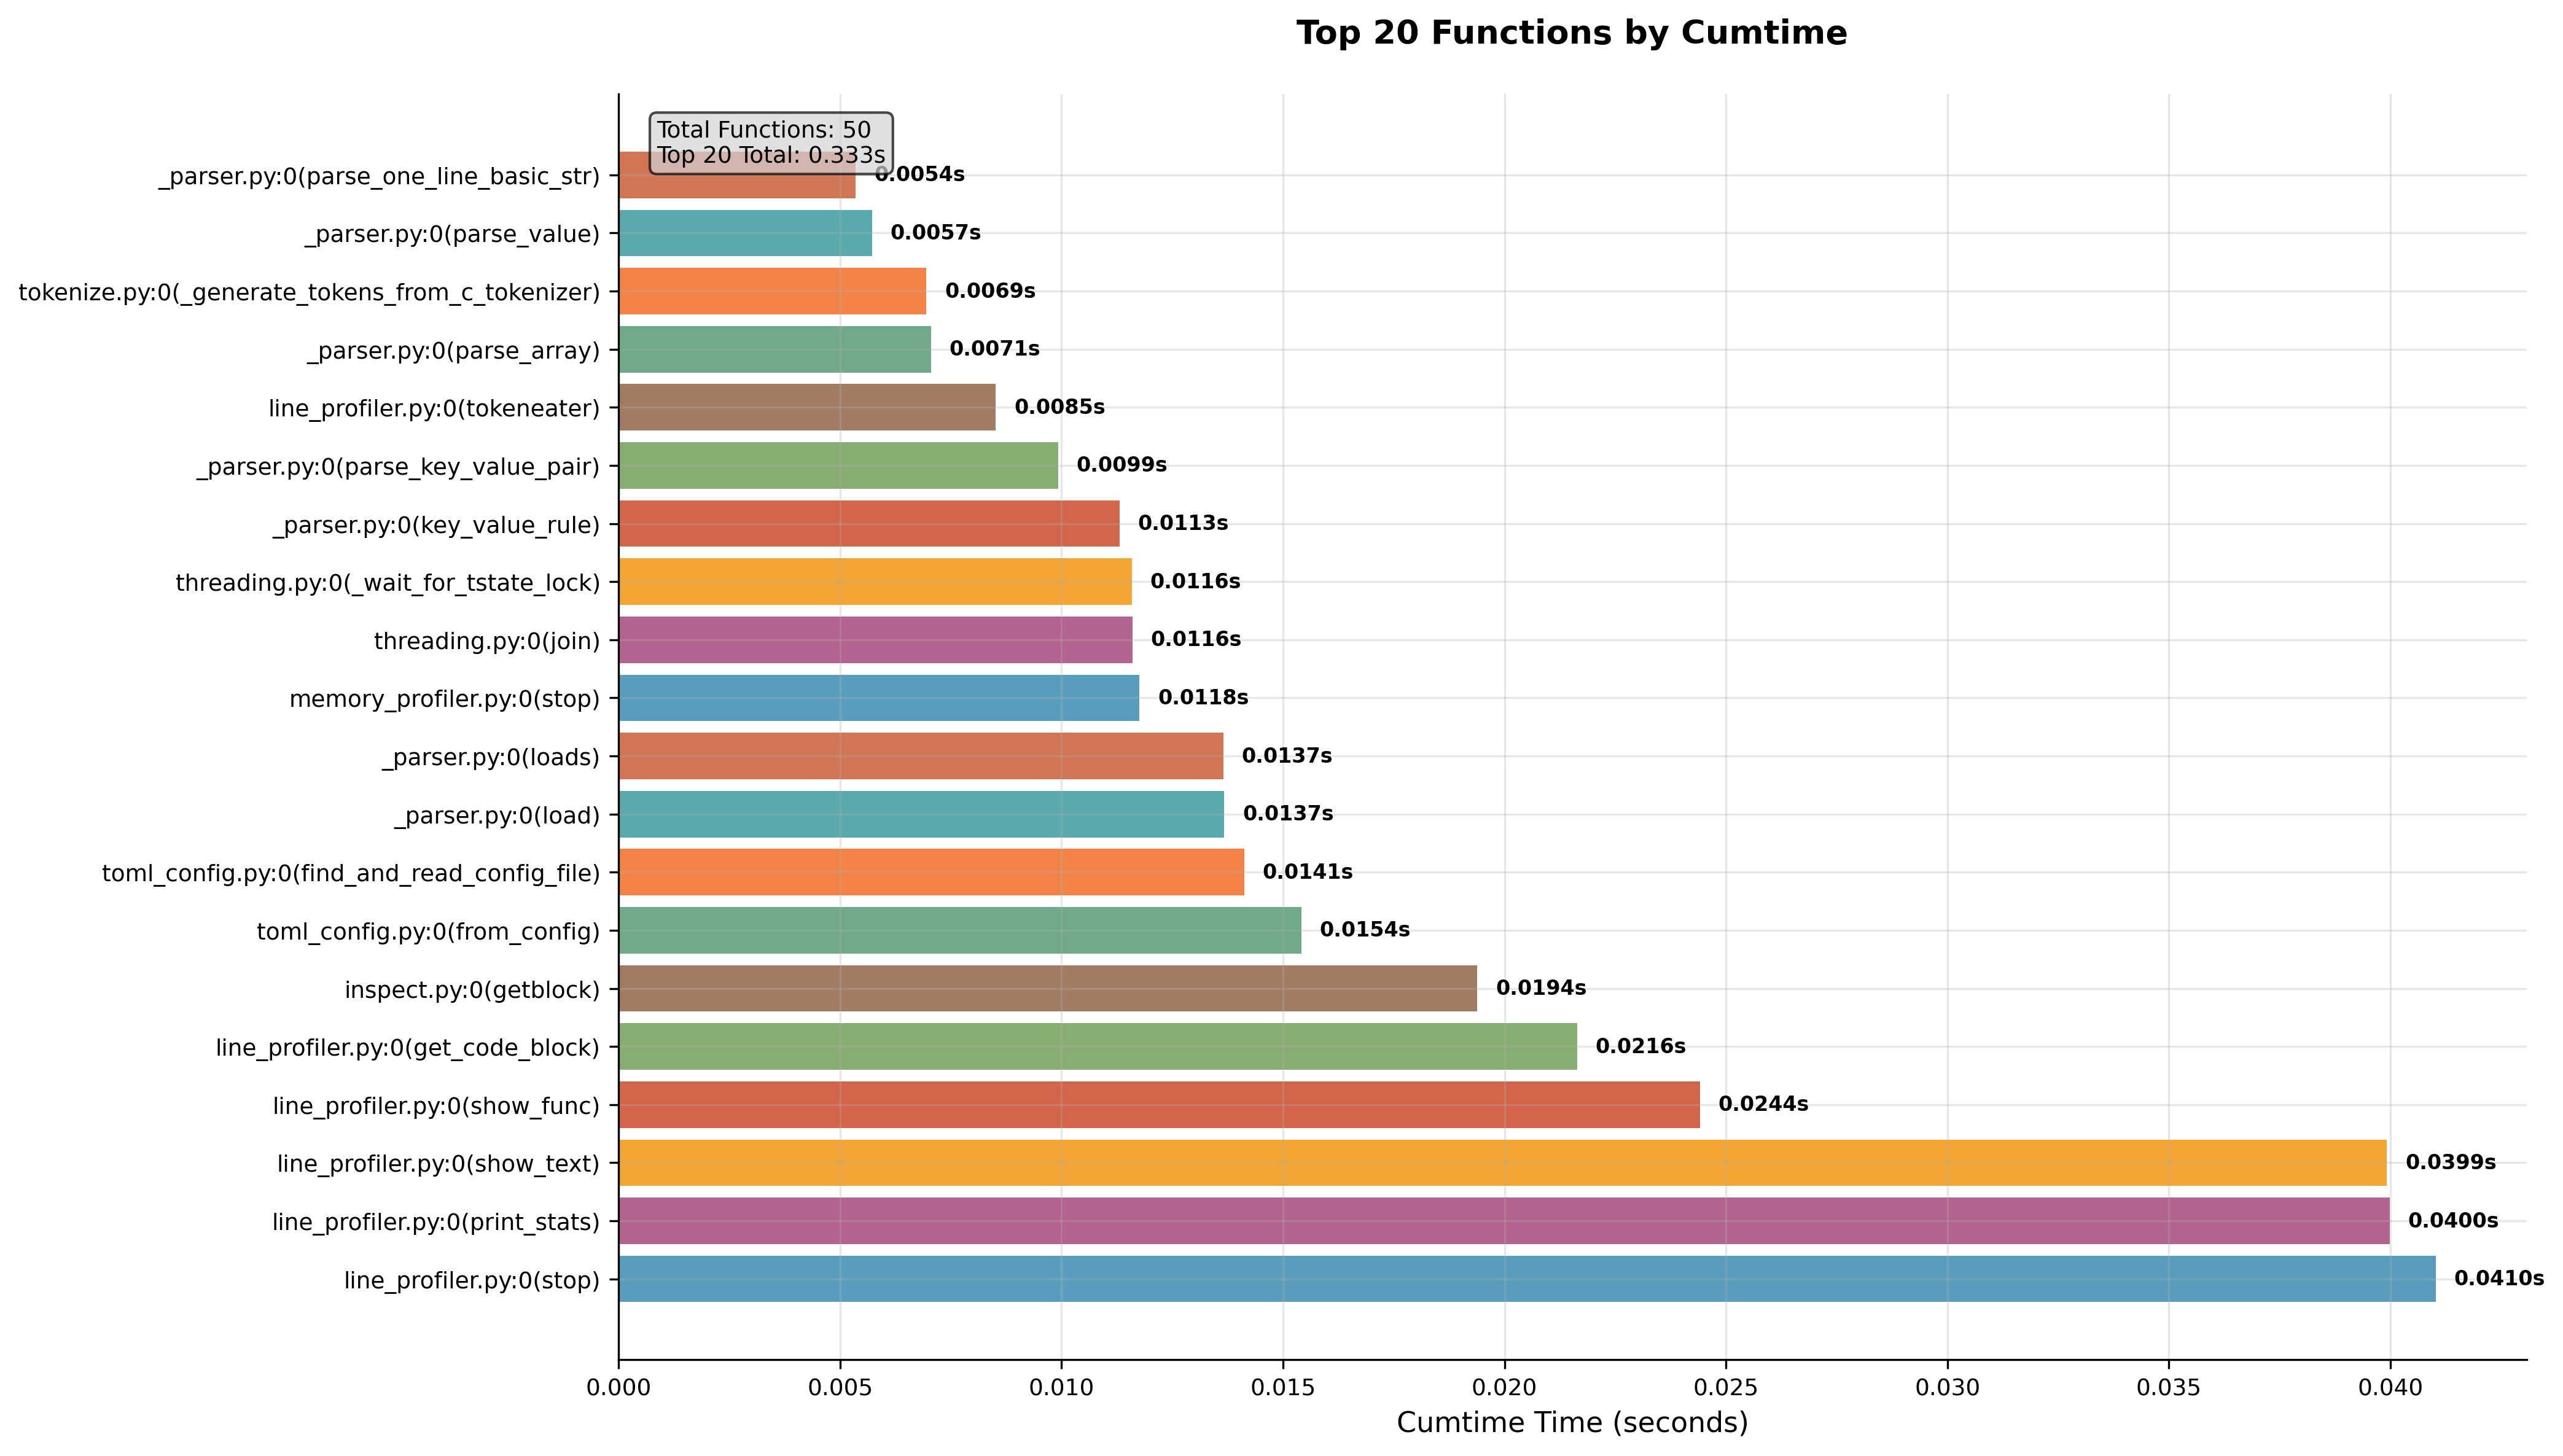 Top 20 Functions by Cumtime
Total Functions: 50
Top 20 Total: 0.333s
_parser.py:0(parse_one_line_basic_str) 0.0054s
_parser.py:0(parse_value) 0.0057s
tokenize.py:0(_generate_tokens_from_c_tokenizer) 0.0069s
_parser.py:0(parse_array) 0.0071s
line_profiler.py:0(tokeneater) 0.0085s
_parser.py:0(parse_key_value_pair) 0.0099s
_parser.py:0(key_value_rule) 0.0113s
threading.py:0(_wait_for_tstate_lock) 0.0116s
threading.py:0(join) 0.0116s
memory_profiler.py:0(stop) 0.0118s
_parser.py:0(loads) 0.0137s
_parser.py:0(load) 0.0137s
toml_config.py:0(find_and_read_config_file) 0.0141s
toml_config.py:0(from_config) 0.0154s
inspect.py:0(getblock) 0.0194s
line_profiler.py:0(get_code_block) 0.0216s
line_profiler.py:0(show_func) 0.0244s
line_profiler.py:0(show_text) 0.0399s
line_profiler.py:0(print_stats) 0.0400s
line_profiler.py:0(stop) 0.0410s
0.000 0.005 0.010 0.015 0.020 0.025 0.030 0.035 0.040
Cumtime Time (seconds)